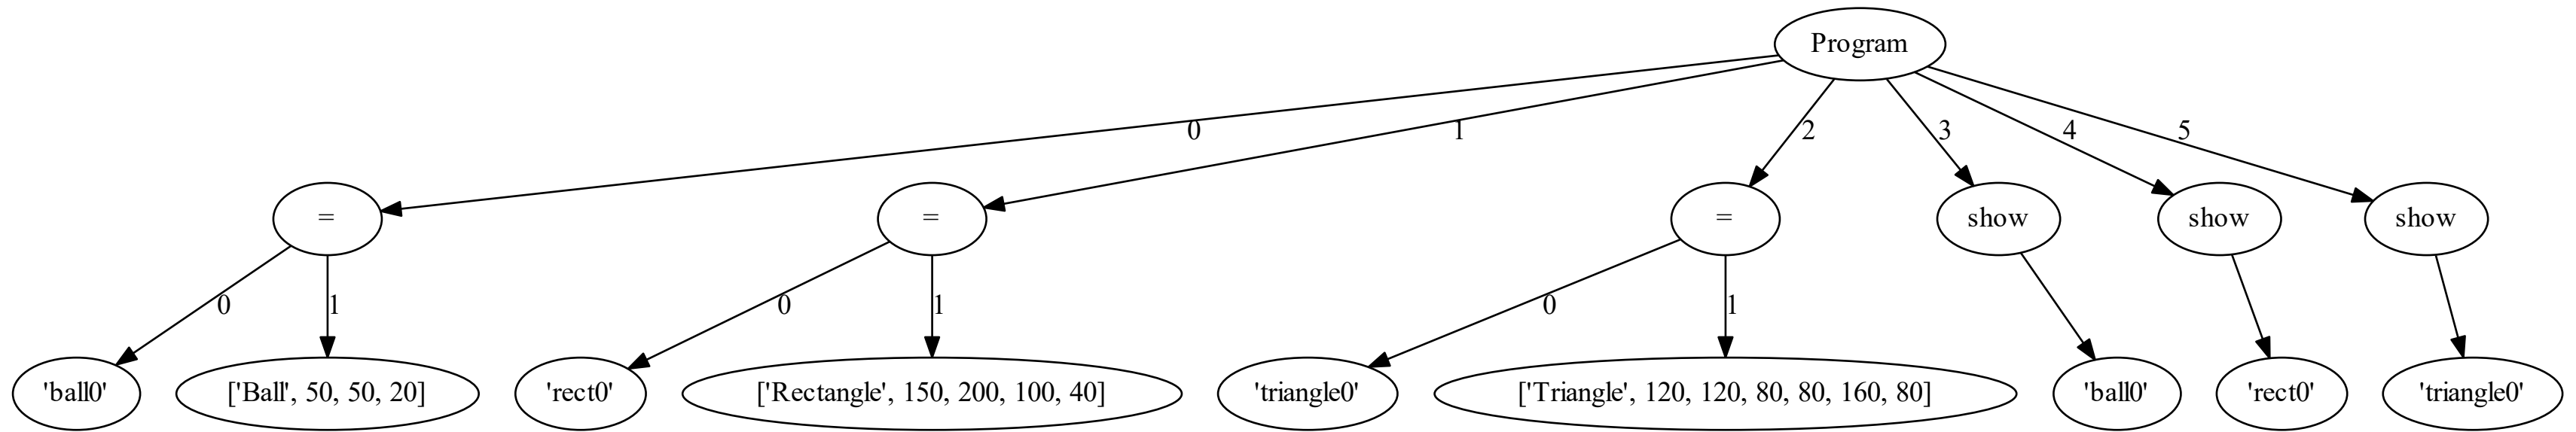 Program
0
1
2
3
4
5
=
=
=
show
show
show
0
1
0
1
0
1
'ball0'
['Ball', 50, 50, 20]
'rect0'
['Rectangle', 150, 200, 100, 40]
'triangle0'
['Triangle', 120, 120, 80, 80, 160, 80]
'ball0'
'rect0'
'triangle0'